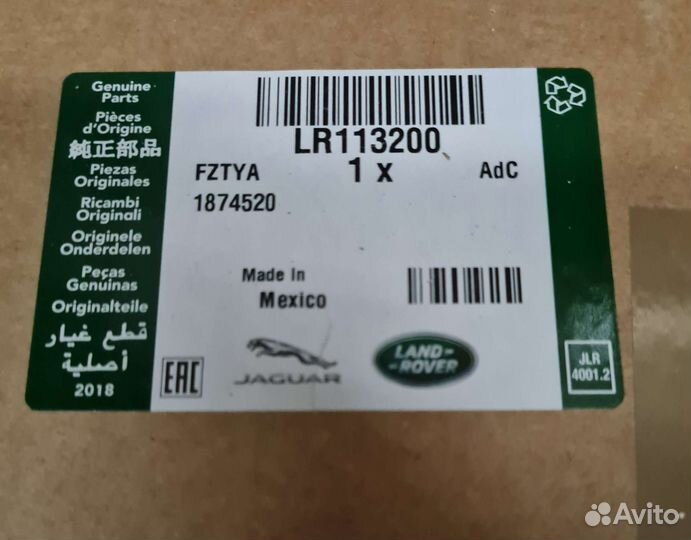 Genuine
Parts
Pièces
d'Origine
純正部品
Piezas
Originales
Ricambi
Originali
Originele
Onderdelen
Peças
Genuinas
Originalteile
قطع غيار
أصلية
2018
LR113200
FZTYA
1 x
AdC
1874520
Made In
Mexico
EAC
JAGUAR
LAND-
-ROVER
JLR
4001.2
Avito